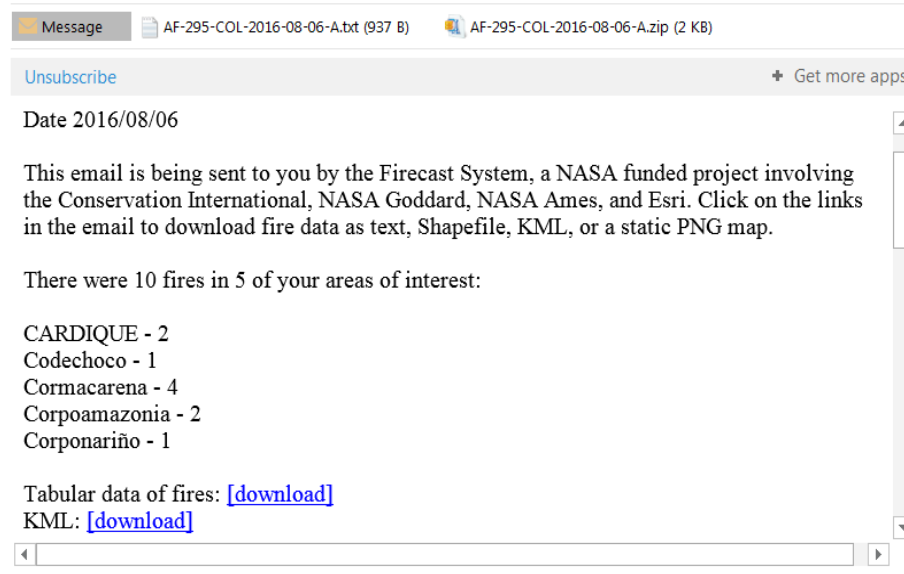 Message AF-295-COL-2016-08-06-A.txt (937 B) AF-295-COL-2016-08-06-A.zip (2 KB)
Unsubscribe + Get more apps
Date 2016/08/06
This email is being sent to you by the Firecast System, a NASA funded project involving
the Conservation International, NASA Goddard, NASA Ames, and Esri. Click on the links
in the email to download fire data as text, Shapefile, KML, or a static PNG map.
There were 10 fires in 5 of your areas of interest:
CARDIQUE - 2
Codechoco - 1
Cormacarena - 4
Corpoamazonia - 2
Corponariño - 1
Tabular data of fires: [download]
KML: [download]